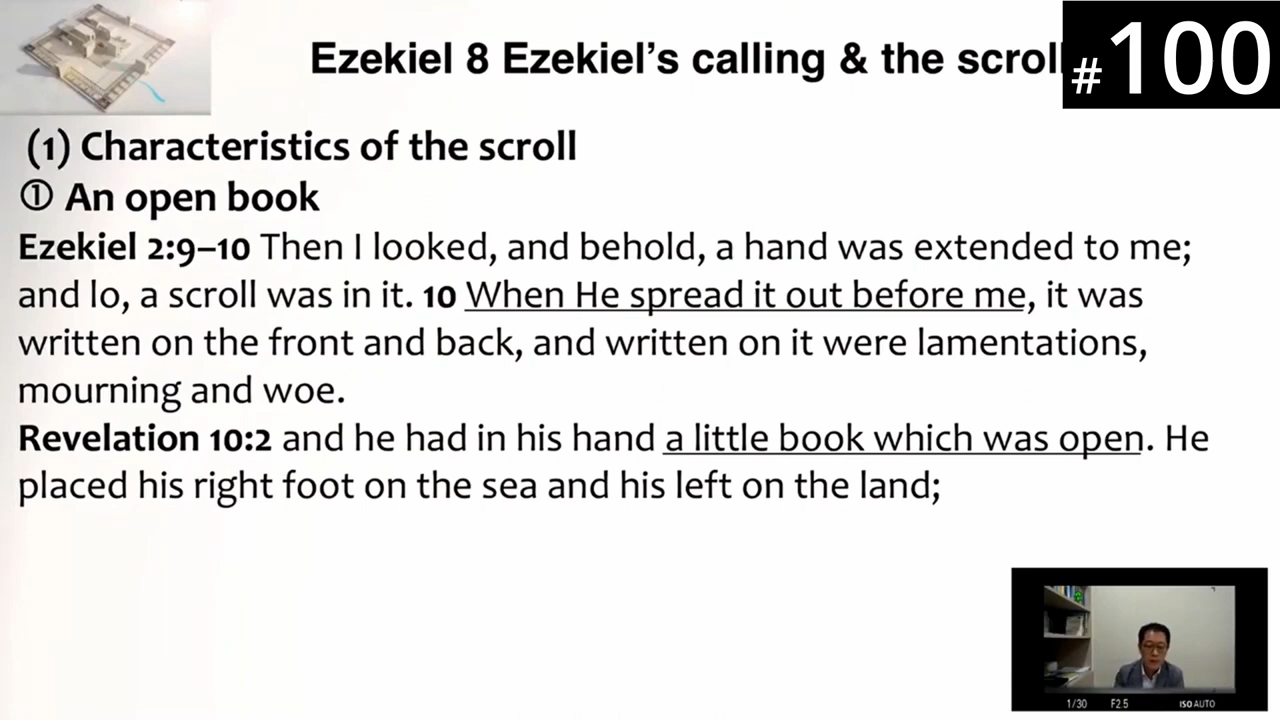 Ezekiel 8 Ezekiel’s calling & the scroll
#100
(1) Characteristics of the scroll
① An open book
Ezekiel 2:9–10 Then I looked, and behold, a hand was extended to me;
and lo, a scroll was in it. 10 When He spread it out before me, it was
written on the front and back, and written on it were lamentations,
mourning and woe.
Revelation 10:2 and he had in his hand a little book which was open. He
placed his right foot on the sea and his left on the land;
1/30 F2.5 ISO AUTO